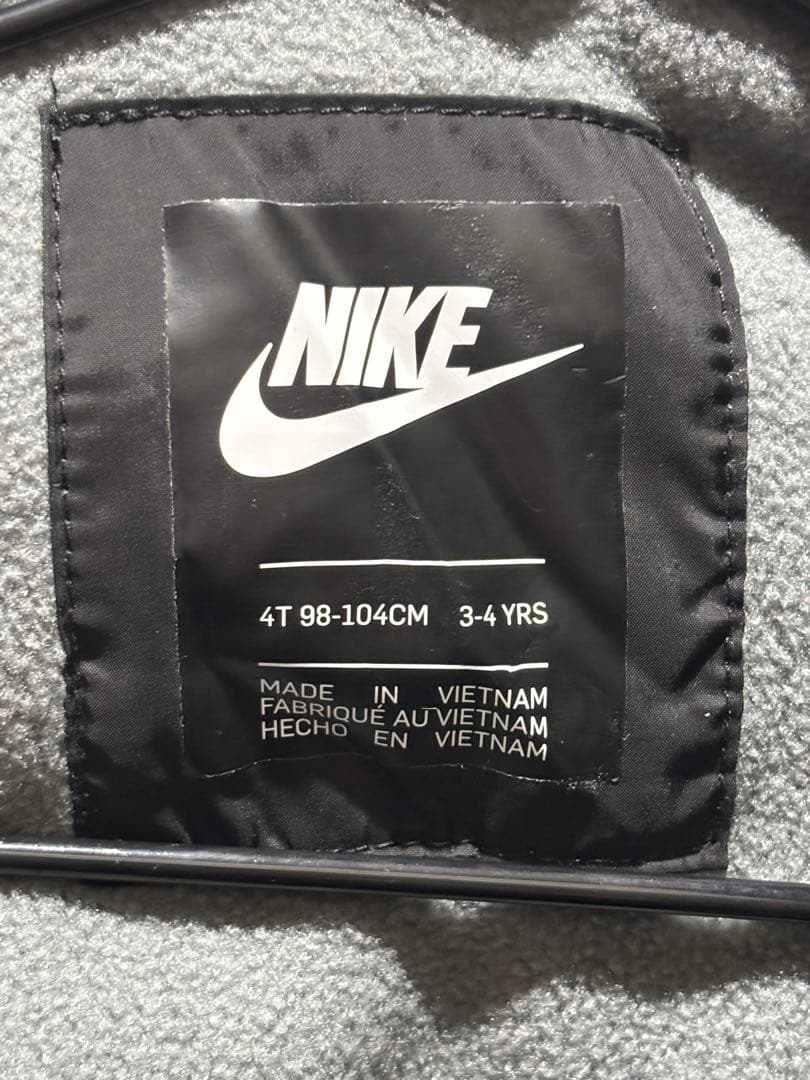 NIKE
4T 98-104CM 3-4 YRS
MADE IN VIETNAM
FABRIQUÉ AU VIETNAM
HECHO EN VIETNAM